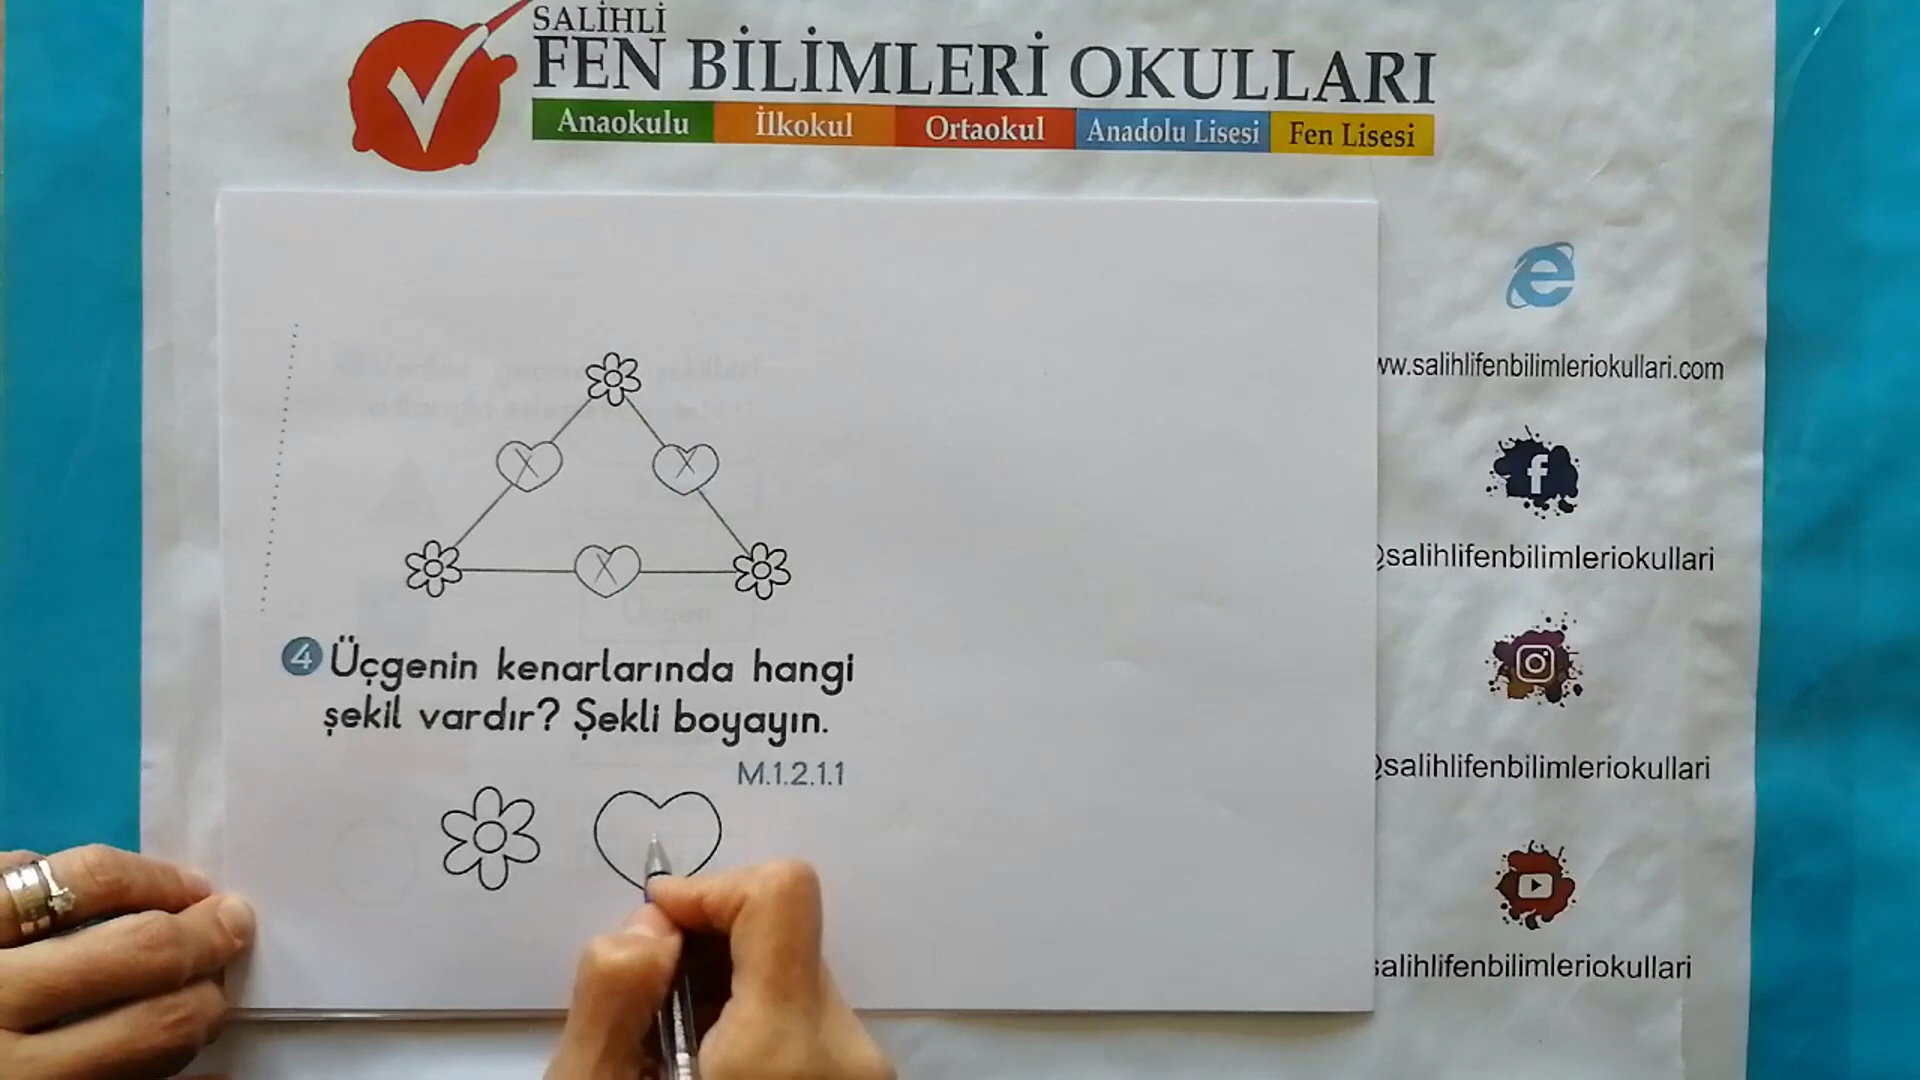 SALİHLİ
FEN BİLİMLERİ OKULLARI
Anaokulu İlkokul Ortaokul Anadolu Lisesi Fen Lisesi
ww.salihlifenbilimleriokullari.com
@salihlifenbilimleriokullari
@salihlifenbilimleriokullari
salihlifenbilimleriokullari
X X
X
4 Üçgenin kenarlarında hangi
şekil vardır? Şekli boyayın.
M.1.2.1.1